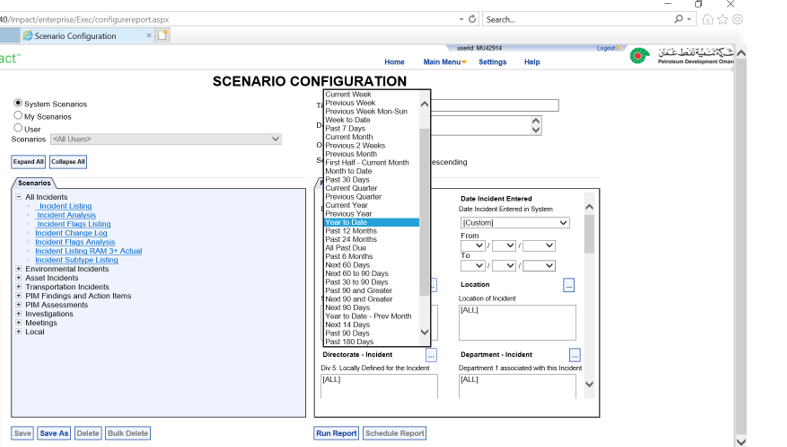 40/Impact/enterprise/Exec/configurereport.aspx
Search...
Scenario Configuration
act™
userid: MU42914
Logout
Home
Main Menu
Settings
Help
شركة تنمية نفط عمان
Petroleum Development Oman
SCENARIO CONFIGURATION
System Scenarios
My Scenarios
User
Scenarios
<All Users>
Expand All
Collapse All
Scenarios
All Incidents
Incident Listing
Incident Analysis
Incident Flags Listing
Incident Change Log
Incident Flags Analysis
Incident Listing RAM 3+ Actual
Incident Subtype Listing
Environmental Incidents
Asset Incidents
Transportation Incidents
PIM Findings and Action Items
PIM Assessments
Investigations
Meetings
Local
Save
Save As
Delete
Bulk Delete
Current Week
Previous Week
Previous Week Mon-Sun
Week to Date
Past 7 Days
Current Month
Previous 2 Weeks
Previous Month
First Half - Current Month
Month to Date
Past 30 Days
Current Quarter
Previous Quarter
Current Year
Previous Year
Year to Date
Past 12 Months
Past 24 Months
All Past Due
Past 6 Months
Next 60 Days
Next 60 to 90 Days
Past 30 to 90 Days
Past 90 and Greater
Next 90 and Greater
Next 90 Days
Year to Date - Prev Month
Next 14 Days
Past 90 Days
Past 180 Days
escending
Date Incident Entered
Date Incident Entered in System
[Custom]
From
/ /
To
/ /
Location
...
Location of Incident
[ALL]
Directorate - Incident
...
Div 5: Locally Defined for the Incident
[ALL]
Department - Incident
...
Department 1 associated with this Incident
[ALL]
Run Report
Schedule Report